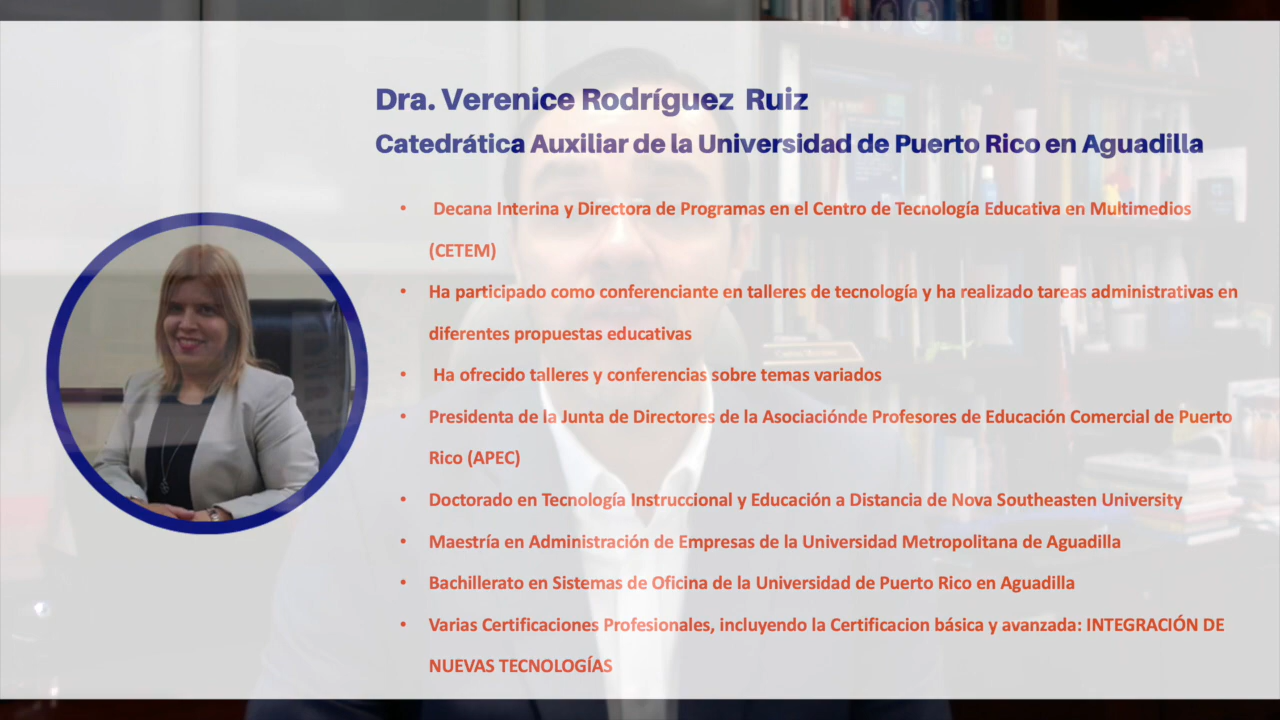 Dra. Verenice Rodríguez Ruiz
Catedrática Auxiliar de la Universidad de Puerto Rico en Aguadilla
• Decana Interina y Directora de Programas en el Centro de Tecnología Educativa en Multimedios
(CETEM)
• Ha participado como conferenciante en talleres de tecnología y ha realizado tareas administrativas en
diferentes propuestas educativas
• Ha ofrecido talleres y conferencias sobre temas variados
• Presidenta de la Junta de Directores de la Asociaciónde Profesores de Educación Comercial de Puerto
Rico (APEC)
• Doctorado en Tecnología Instruccional y Educación a Distancia de Nova Southeasten University
• Maestría en Administración de Empresas de la Universidad Metropolitana de Aguadilla
• Bachillerato en Sistemas de Oficina de la Universidad de Puerto Rico en Aguadilla
• Varias Certificaciones Profesionales, incluyendo la Certificacion básica y avanzada: INTEGRACIÓN DE
NUEVAS TECNOLOGÍAS